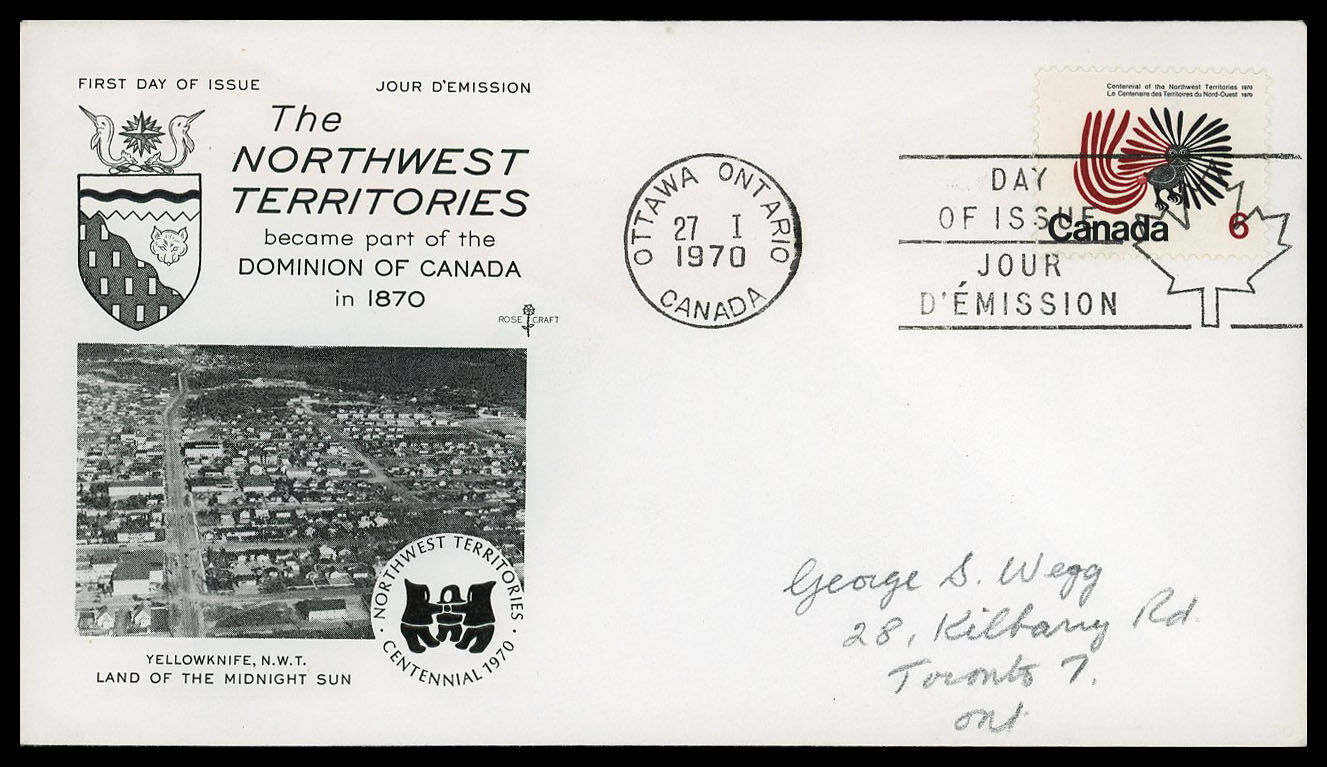 FIRST DAY OF ISSUE JOUR D'EMISSION
The
NORTHWEST
TERRITORIES
became part of the
DOMINION OF CANADA
in 1870
ROSE CRAFT
OTTAWA ONTARIO
27 I
1970
CANADA
DAY
OF ISSUE
JOUR
D'ÉMISSION
Centennial of the Northwest Territories 1970
Le Centenaire des Territoires du Nord-Ouest 1970
Canada 6
· NORTHWEST TERRITORIES ·
CENTENNIAL 1970
YELLOWKNIFE, N.W.T.
LAND OF THE MIDNIGHT SUN
George S. Wegg
28, Kilbarry Rd.
Toronto 7.
Ont